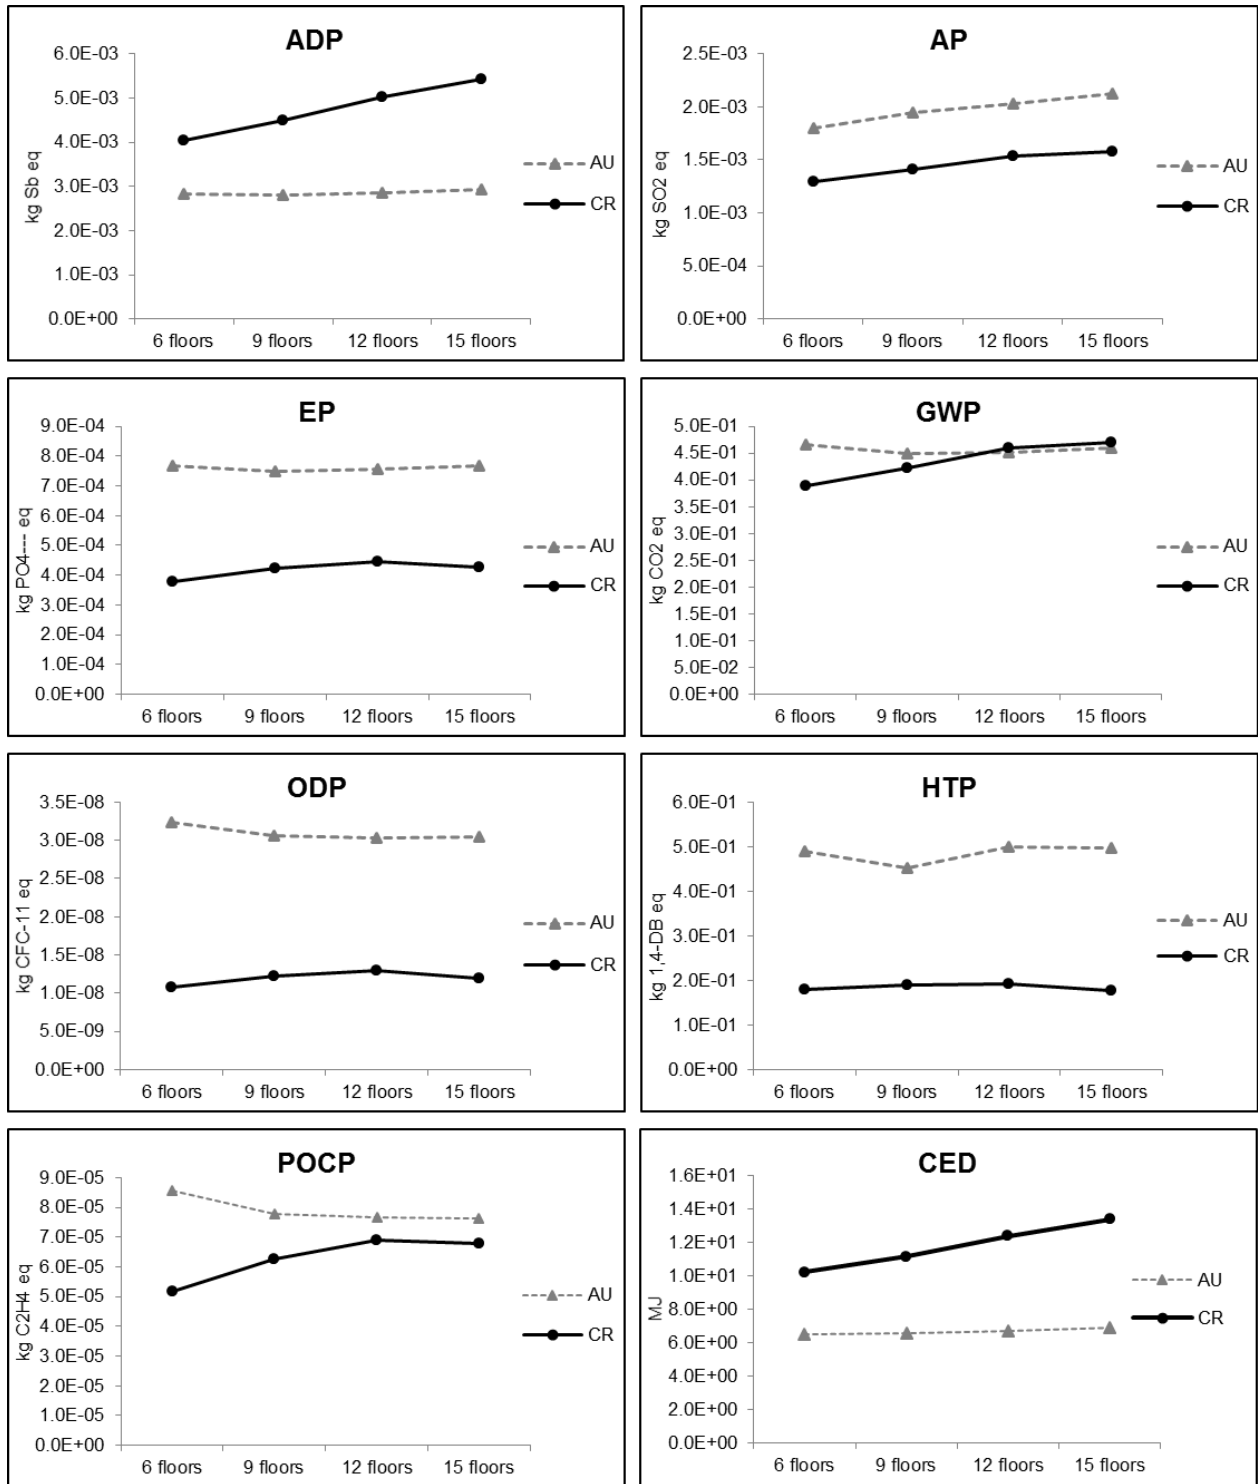 ADP
kg Sb eq
6.0E-03
5.0E-03
4.0E-03
3.0E-03
2.0E-03
1.0E-03
0.0E+00
6 floors 9 floors 12 floors 15 floors
AU
CR
AP
kg SO2 eq
2.5E-03
2.0E-03
1.5E-03
1.0E-03
5.0E-04
0.0E+00
6 floors 9 floors 12 floors 15 floors
AU
CR
EP
kg PO4--- eq
9.0E-04
8.0E-04
7.0E-04
6.0E-04
5.0E-04
4.0E-04
3.0E-04
2.0E-04
1.0E-04
0.0E+00
6 floors 9 floors 12 floors 15 floors
AU
CR
GWP
kg CO2 eq
5.0E-01
4.5E-01
4.0E-01
3.5E-01
3.0E-01
2.5E-01
2.0E-01
1.5E-01
1.0E-01
5.0E-02
0.0E+00
6 floors 9 floors 12 floors 15 floors
AU
CR
ODP
kg CFC-11 eq
3.5E-08
3.0E-08
2.5E-08
2.0E-08
1.5E-08
1.0E-08
5.0E-09
0.0E+00
6 floors 9 floors 12 floors 15 floors
AU
CR
HTP
kg 1,4-DB eq
6.0E-01
5.0E-01
4.0E-01
3.0E-01
2.0E-01
1.0E-01
0.0E+00
6 floors 9 floors 12 floors 15 floors
AU
CR
POCP
kg C2H4 eq
9.0E-05
8.0E-05
7.0E-05
6.0E-05
5.0E-05
4.0E-05
3.0E-05
2.0E-05
1.0E-05
0.0E+00
6 floors 9 floors 12 floors 15 floors
AU
CR
CED
MJ
1.6E+01
1.4E+01
1.2E+01
1.0E+01
8.0E+00
6.0E+00
4.0E+00
2.0E+00
0.0E+00
6 floors 9 floors 12 floors 15 floors
AU
CR